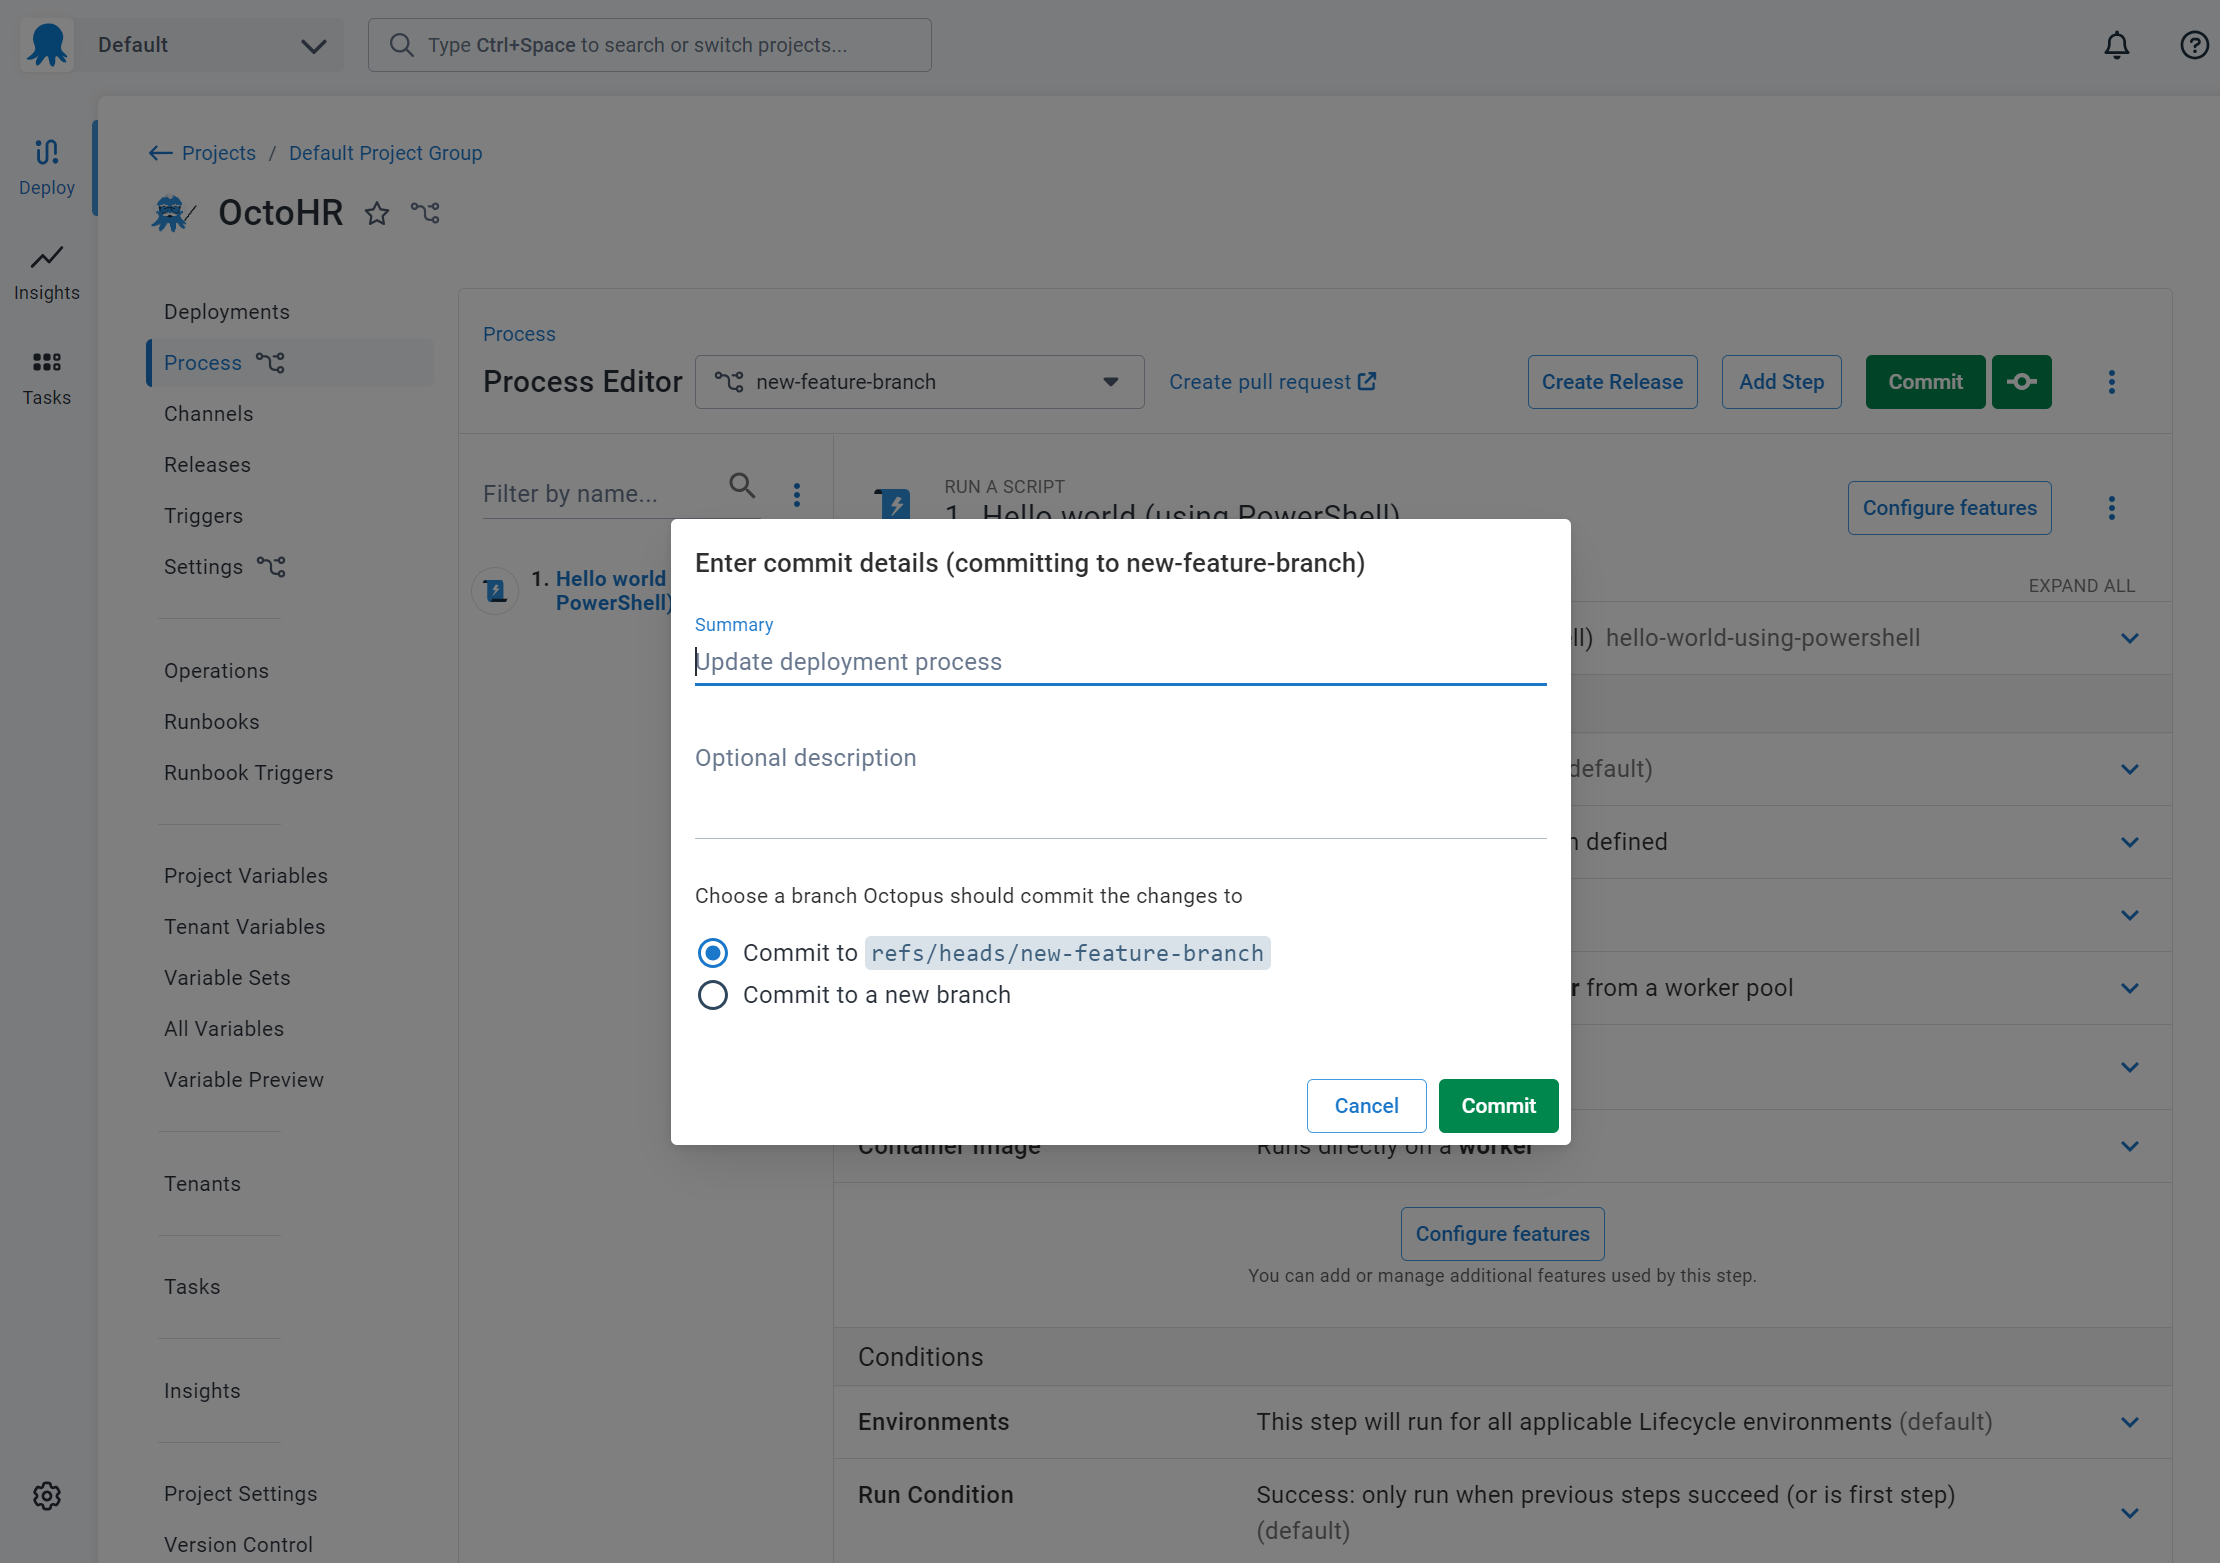 Default
Type Ctrl+Space to search or switch projects...
Deploy
Insights
Tasks
Projects / Default Project Group
OctoHR
Deployments
Process
Channels
Releases
Triggers
Settings
Operations
Runbooks
Runbook Triggers
Project Variables
Tenant Variables
Variable Sets
All Variables
Variable Preview
Tenants
Tasks
Insights
Project Settings
Version Control
Process
Process Editor
new-feature-branch
Create pull request
Create Release
Add Step
Commit
Filter by name...
1. Hello world
PowerShell)
RUN A SCRIPT
1. Hello world (using PowerShell)
Configure features
EXPAND ALL
hello-world-using-powershell
default)
defined
from a worker pool
Enter commit details (committing to new-feature-branch)
Summary
Update deployment process
Optional description
Choose a branch Octopus should commit the changes to
Commit to refs/heads/new-feature-branch
Commit to a new branch
Cancel
Commit
Container Image
Runs directly on a worker
Configure features
You can add or manage additional features used by this step.
Conditions
Environments
This step will run for all applicable Lifecycle environments (default)
Run Condition
Success: only run when previous steps succeed (or is first step)
(default)